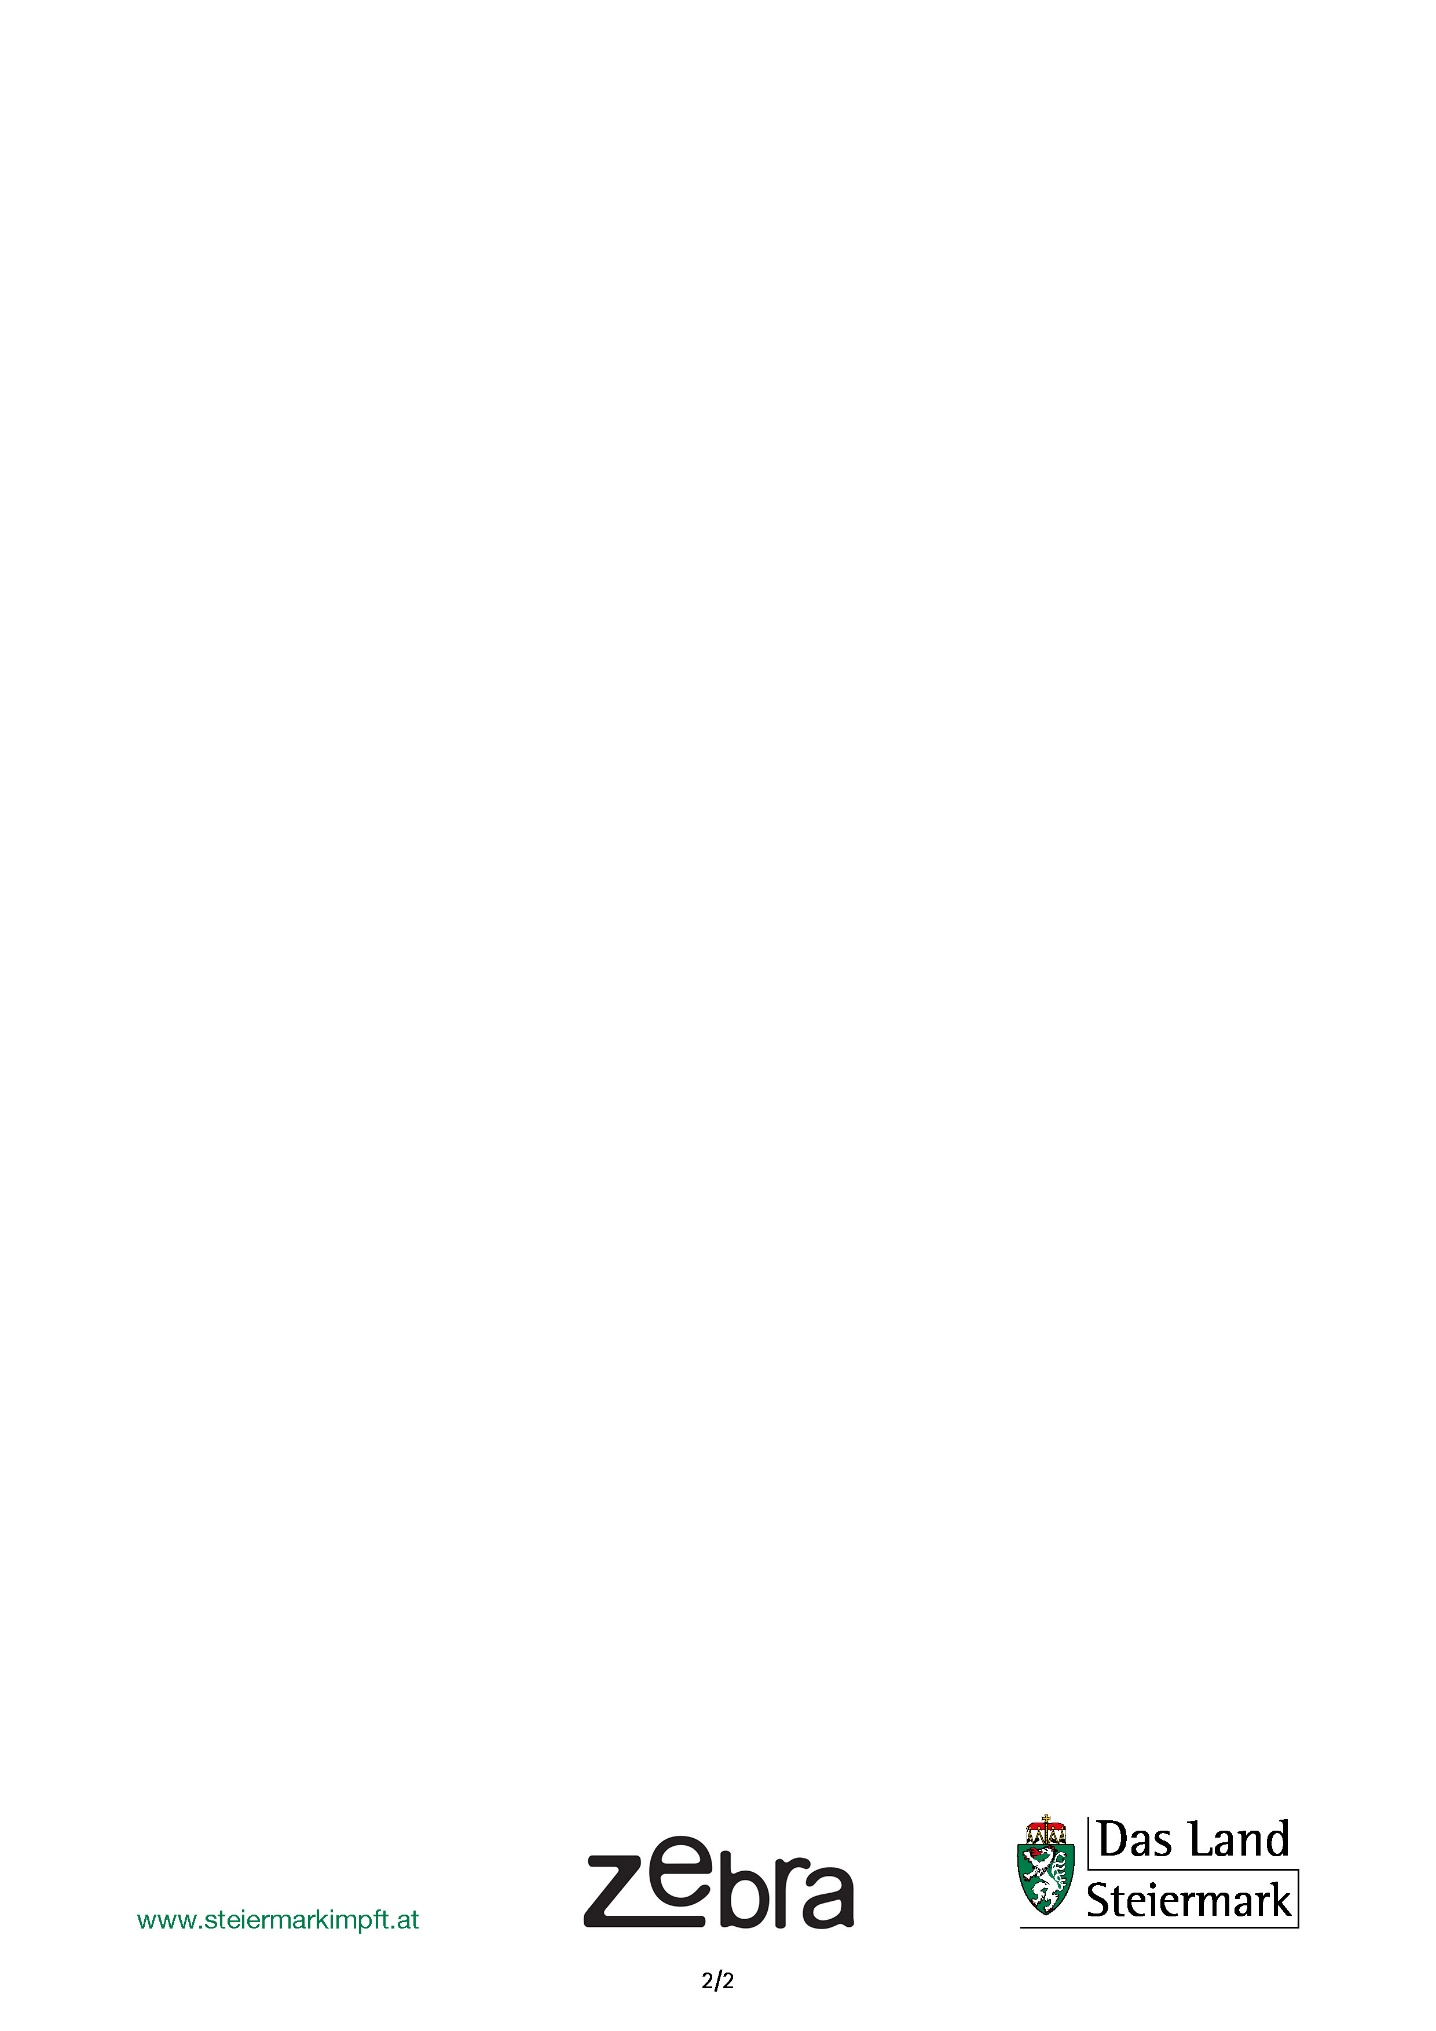 www.steiermarkimpft.at
zebra
Das Land
Steiermark
2/2